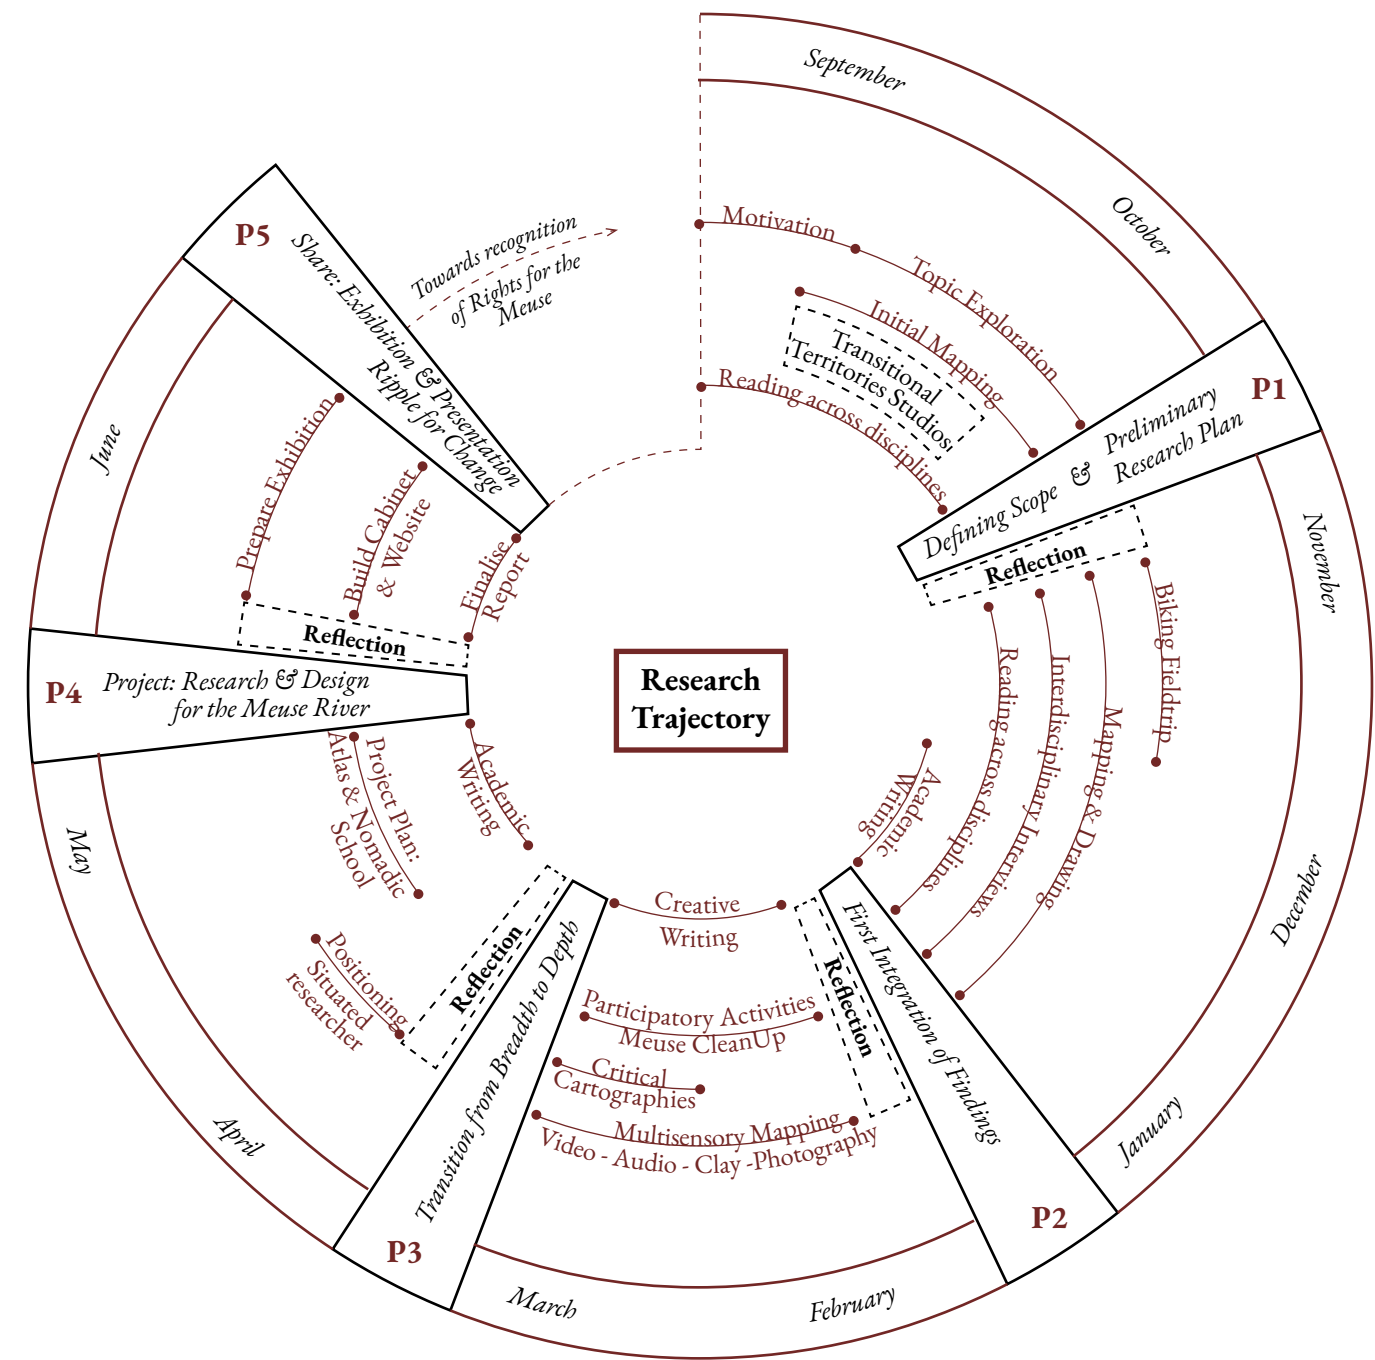 Research
Trajectory
September
October
Motivation
Topic Exploration
Initial Mapping
Transitional
Territories Studios,
Reading across disciplines
P1
Defining Scope & Preliminary
Research Plan
Reflection
November
December
January
Biking Fieldtrip
Mapping & Drawing
Interdisciplinary Interviews
Reading across disciplines
Academic
Writing
P2
First Integration of Findings
Reflection
February
March
Creative
Writing
Participatory Activities
Meuse CleanUp
Critical
Cartographies
Multisensory Mapping
Video - Audio - Clay -Photography
P3
Transition from Breadth to Depth
Reflection
April
May
Positioning
Situated
researcher
Project Plan:
Atlas & Nomadic
School
Academic
Writing
P4
Project: Research & Design
for the Meuse River
Reflection
June
Prepare Exhibition
Build Cabinet
& Website
Finalise
Report
P5
Share: Exhibition & Presentation
Ripple for Change
Towards recognition
of Rights for the
Meuse